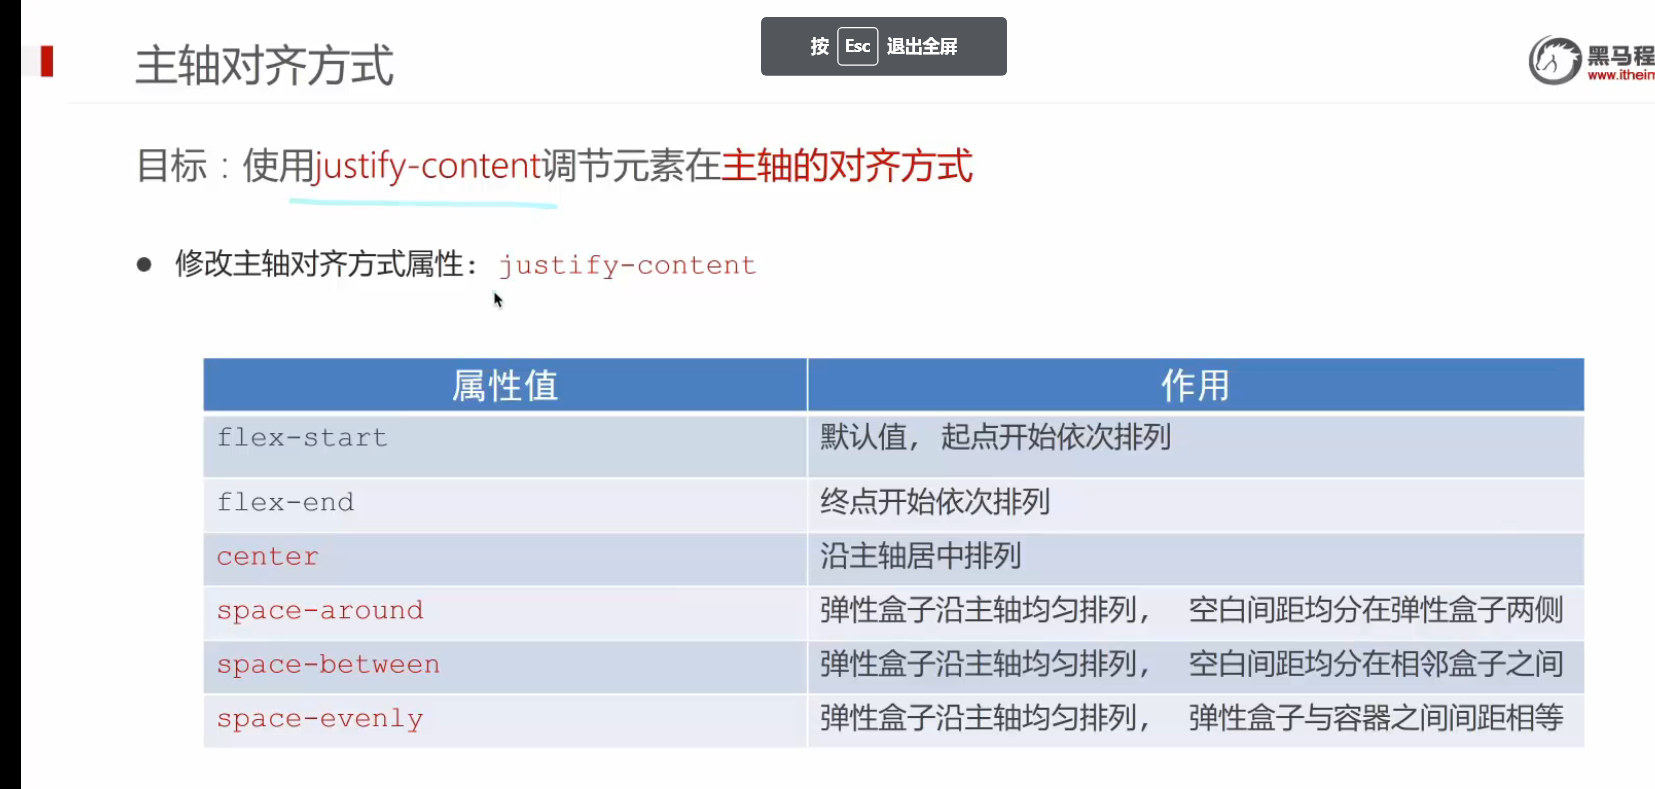 按 Esc 退出全屏
主轴对齐方式
黑马程
www.itheim
目标：使用justify-content调节元素在主轴的对齐方式
● 修改主轴对齐方式属性： justify-content
属性值 作用
flex-start 默认值， 起点开始依次排列
flex-end 终点开始依次排列
center 沿主轴居中排列
space-around 弹性盒子沿主轴均匀排列， 空白间距均分在弹性盒子两侧
space-between 弹性盒子沿主轴均匀排列， 空白间距均分在相邻盒子之间
space-evenly 弹性盒子沿主轴均匀排列， 弹性盒子与容器之间间距相等